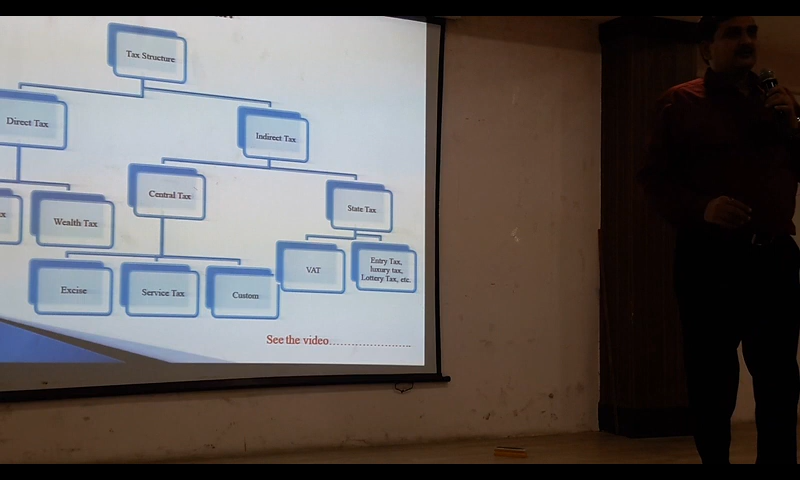 Tax Structure
Direct Tax
Indirect Tax
Central Tax
State Tax
Wealth Tax
VAT
Entry Tax,
luxury tax,
Lottery Tax, etc.
Excise
Service Tax
Custom
See the video........................